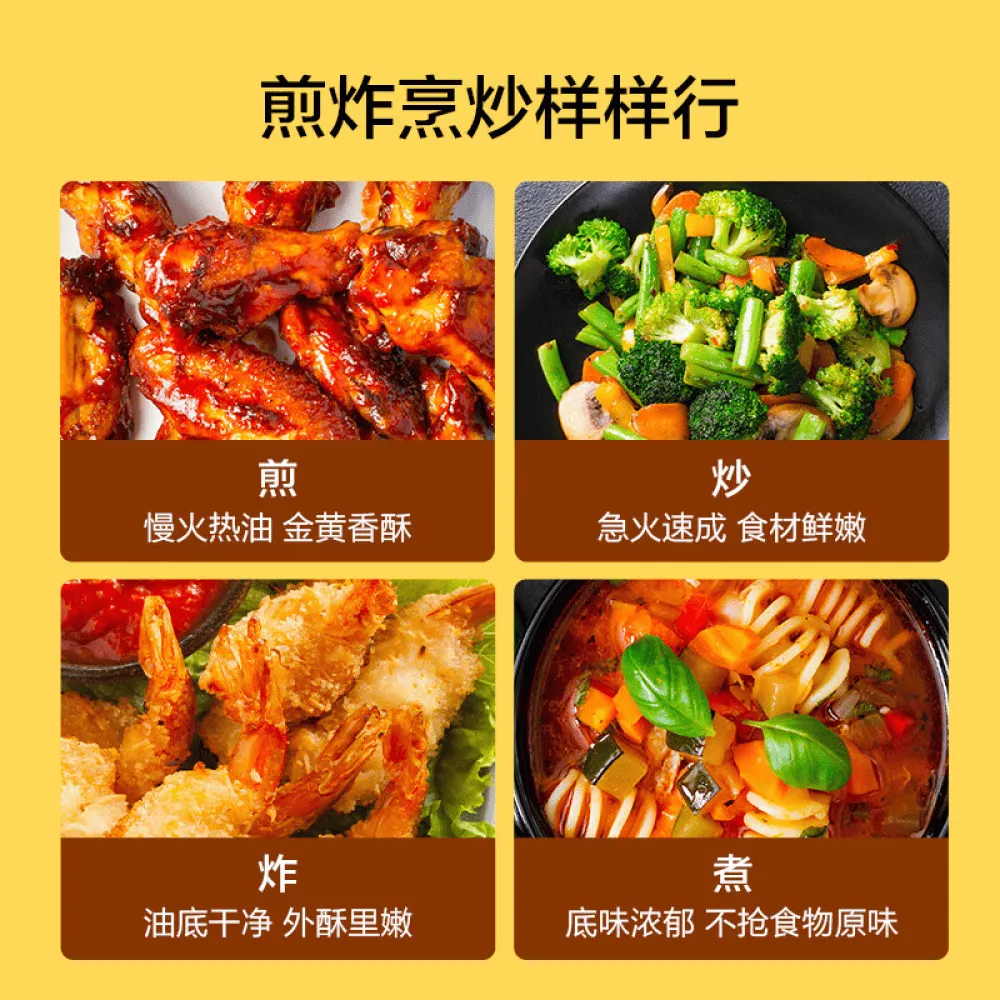 煎炸烹炒样样行
煎
慢火热油 金黄香酥
炒
急火速成 食材鲜嫩
炸
油底干净 外酥里嫩
煮
底味浓郁 不抢食物原味